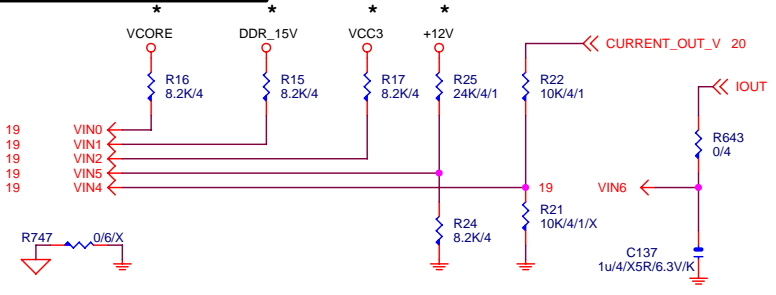 * * * *
VCORE DDR_15V VCC3 +12V
CURRENT_OUT_V 20
R16 8.2K/4
R15 8.2K/4
R17 8.2K/4
R25 24K/4/1
R22 10K/4/1
IOUT
R643 0/4
19 VIN0
19 VIN1
19 VIN2
19 VIN5
19 VIN4
19 VIN6
R24 8.2K/4
R21 10K/4/1/X
R747 0/6/X
C137
1u/4/X5R/6.3V/K